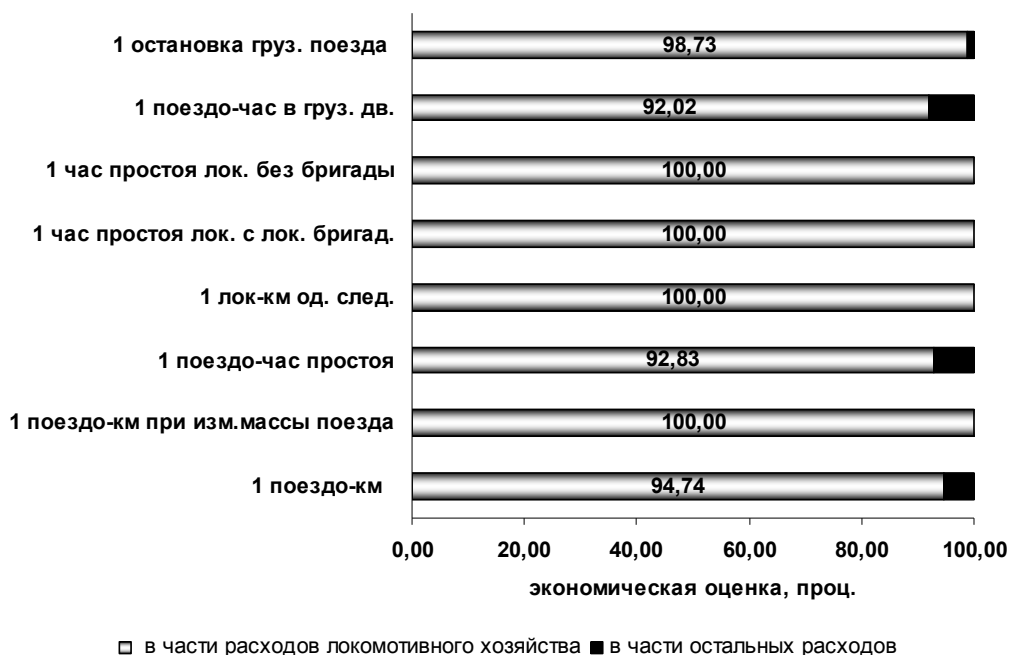 1 остановка груз. поезда 98,73
1 поездо-час в груз. дв. 92,02
1 час простоя лок. без бригады 100,00
1 час простоя лок. с лок. бригад. 100,00
1 лок-км од. след. 100,00
1 поездо-час простоя 92,83
1 поездо-км при изм.массы поезда 100,00
1 поездо-км 94,74
0,00 20,00 40,00 60,00 80,00 100,00
экономическая оценка, проц.
в части расходов локомотивного хозяйства в части остальных расходов